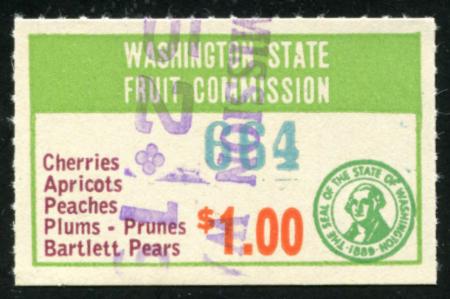 WASHINGTON STATE
FRUIT COMMISSION
664
Cherries
Apricots
Peaches
Plums - Prunes
Bartlett Pears
$1.00
THE SEAL OF THE STATE OF WASHINGTON
1889